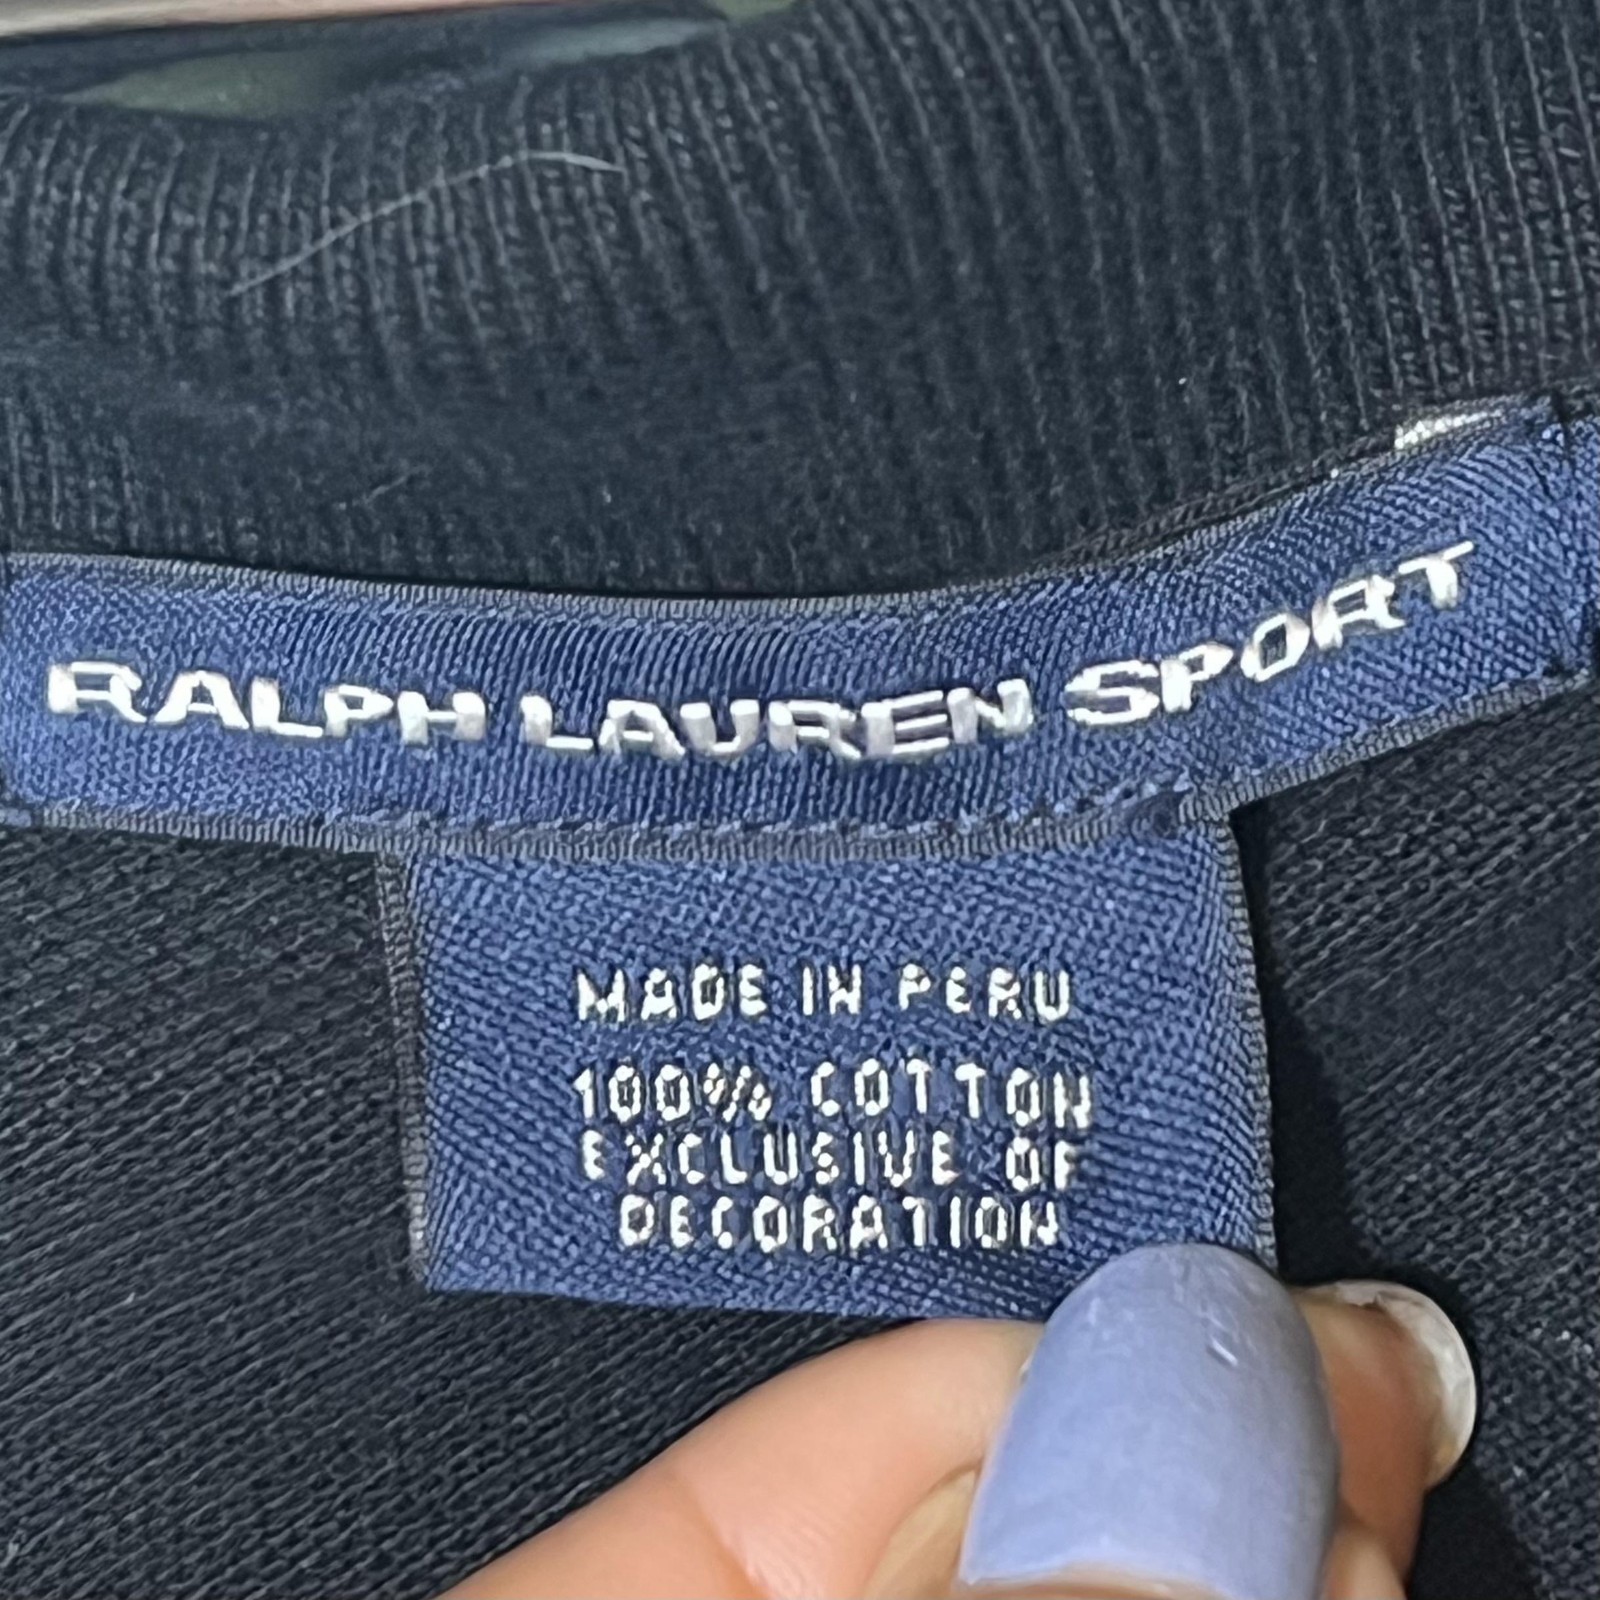 RALPH LAUREN SPORT
MADE IN PERU
100% COTTON
EXCLUSIVE OF
DECORATION